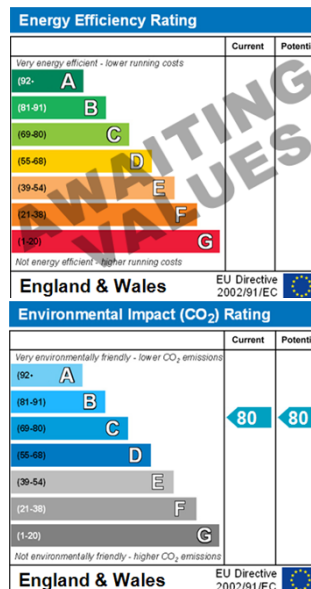 Energy Efficiency Rating
Current Potenti
Very energy efficient - lower running costs
(92- A
(81-91) B
(69-80) C
(55-68) D
(39-54) E
(21-38) F
(1-20) G
AWAITING
VALUES
Not energy efficient - higher running costs
England & Wales
EU Directive
2002/91/EC
Environmental Impact (CO₂) Rating
Current Potenti
Very environmentally friendly - lower CO₂ emissions
(92- A
(81-91) B
80 80
(69-80) C
(55-68) D
(39-54) E
(21-38) F
(1-20) G
Not environmentally friendly - higher CO₂ emissions
England & Wales
EU Directive
2002/91/EC